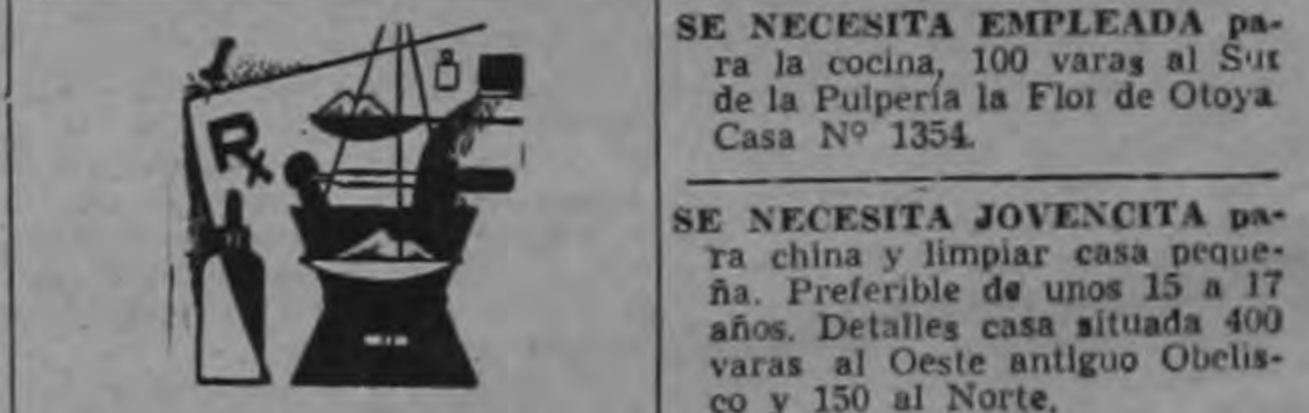 Rx
SE NECESITA EMPLEADA pa-
ra la cocina, 100 varas al Sur
de la Pulpería la Flor de Otoya
Casa Nº 1354.
SE NECESITA JOVENCITA pa-
ra china y limpiar casa peque-
ña. Preferible de unos 15 a 17
años. Detalles casa situada 400
varas al Oeste antiguo Obelis-
co y 150 al Norte.